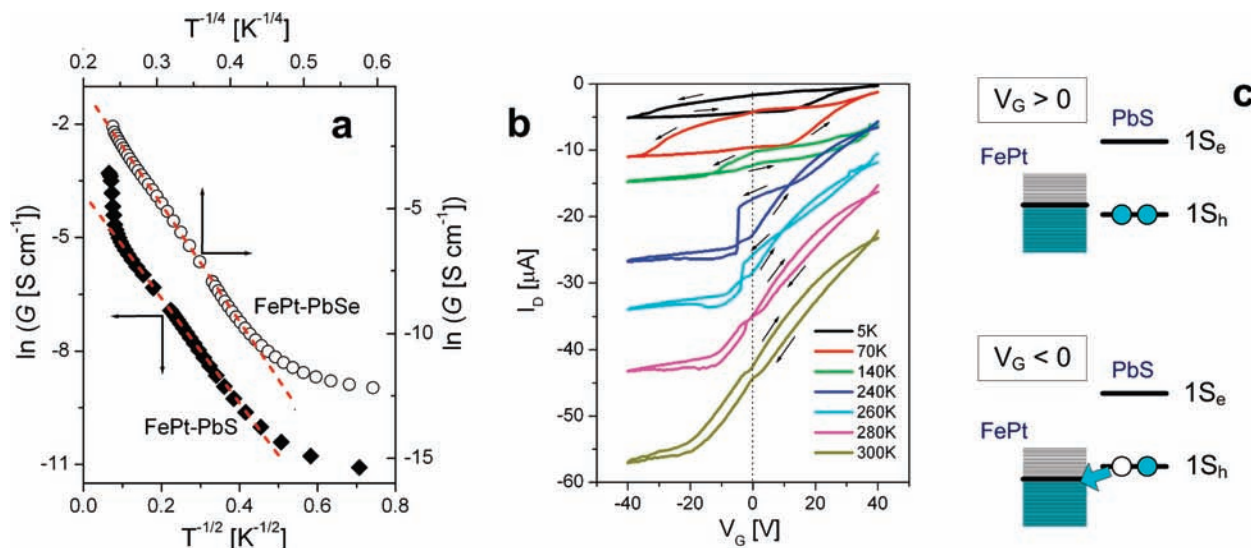 T^-1/4 [K^-1/4]
0.2 0.3 0.4 0.5 0.6
a
-2
-5
-8
-11
ln (G [S cm^-1])
-5
-10
-15
ln (G [S cm^-1])
FePt-PbSe
FePt-PbS
0.0 0.2 0.4 0.6 0.8
T^-1/2 [K^-1/2]
b
0
-10
-20
-30
-40
-50
-60
I_D [μA]
5K
70K
140K
240K
260K
280K
300K
-40 -20 0 20 40
V_G [V]
c
V_G > 0
PbS
1S_e
FePt
1S_h
V_G < 0
PbS
1S_e
FePt
1S_h